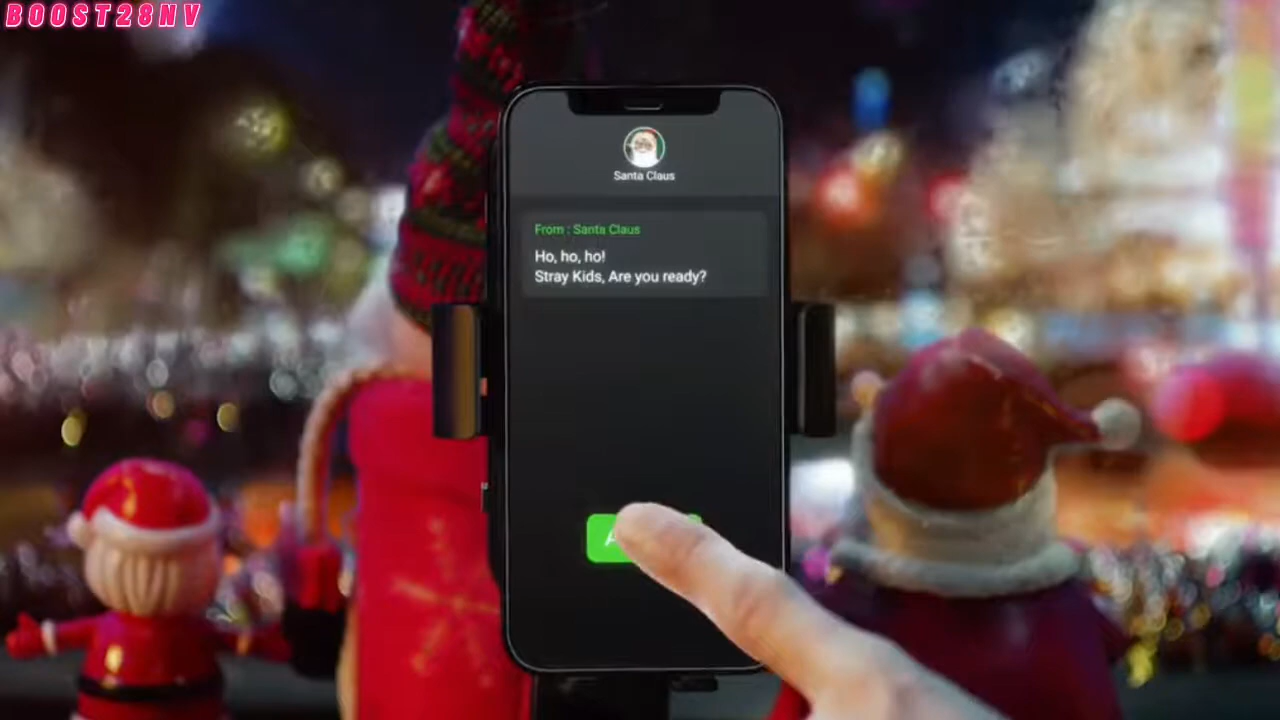 BOOST28NV
Santa Claus
From : Santa Claus
Ho, ho, ho!
Stray Kids, Are you ready?